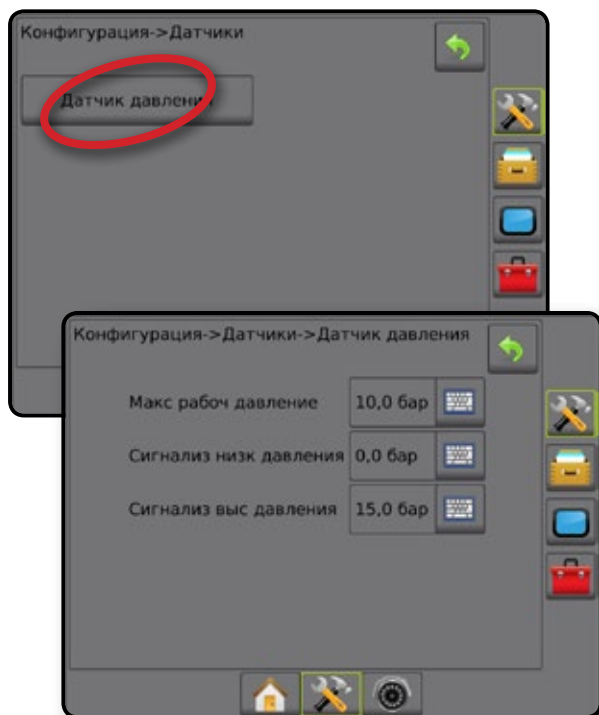 Конфигурация->Датчики
Датчик давления
Конфигурация->Датчики->Датчик давления
Макс рабоч давление 10,0 бар
Сигнализ низк давления 0,0 бар
Сигнализ выс давления 15,0 бар